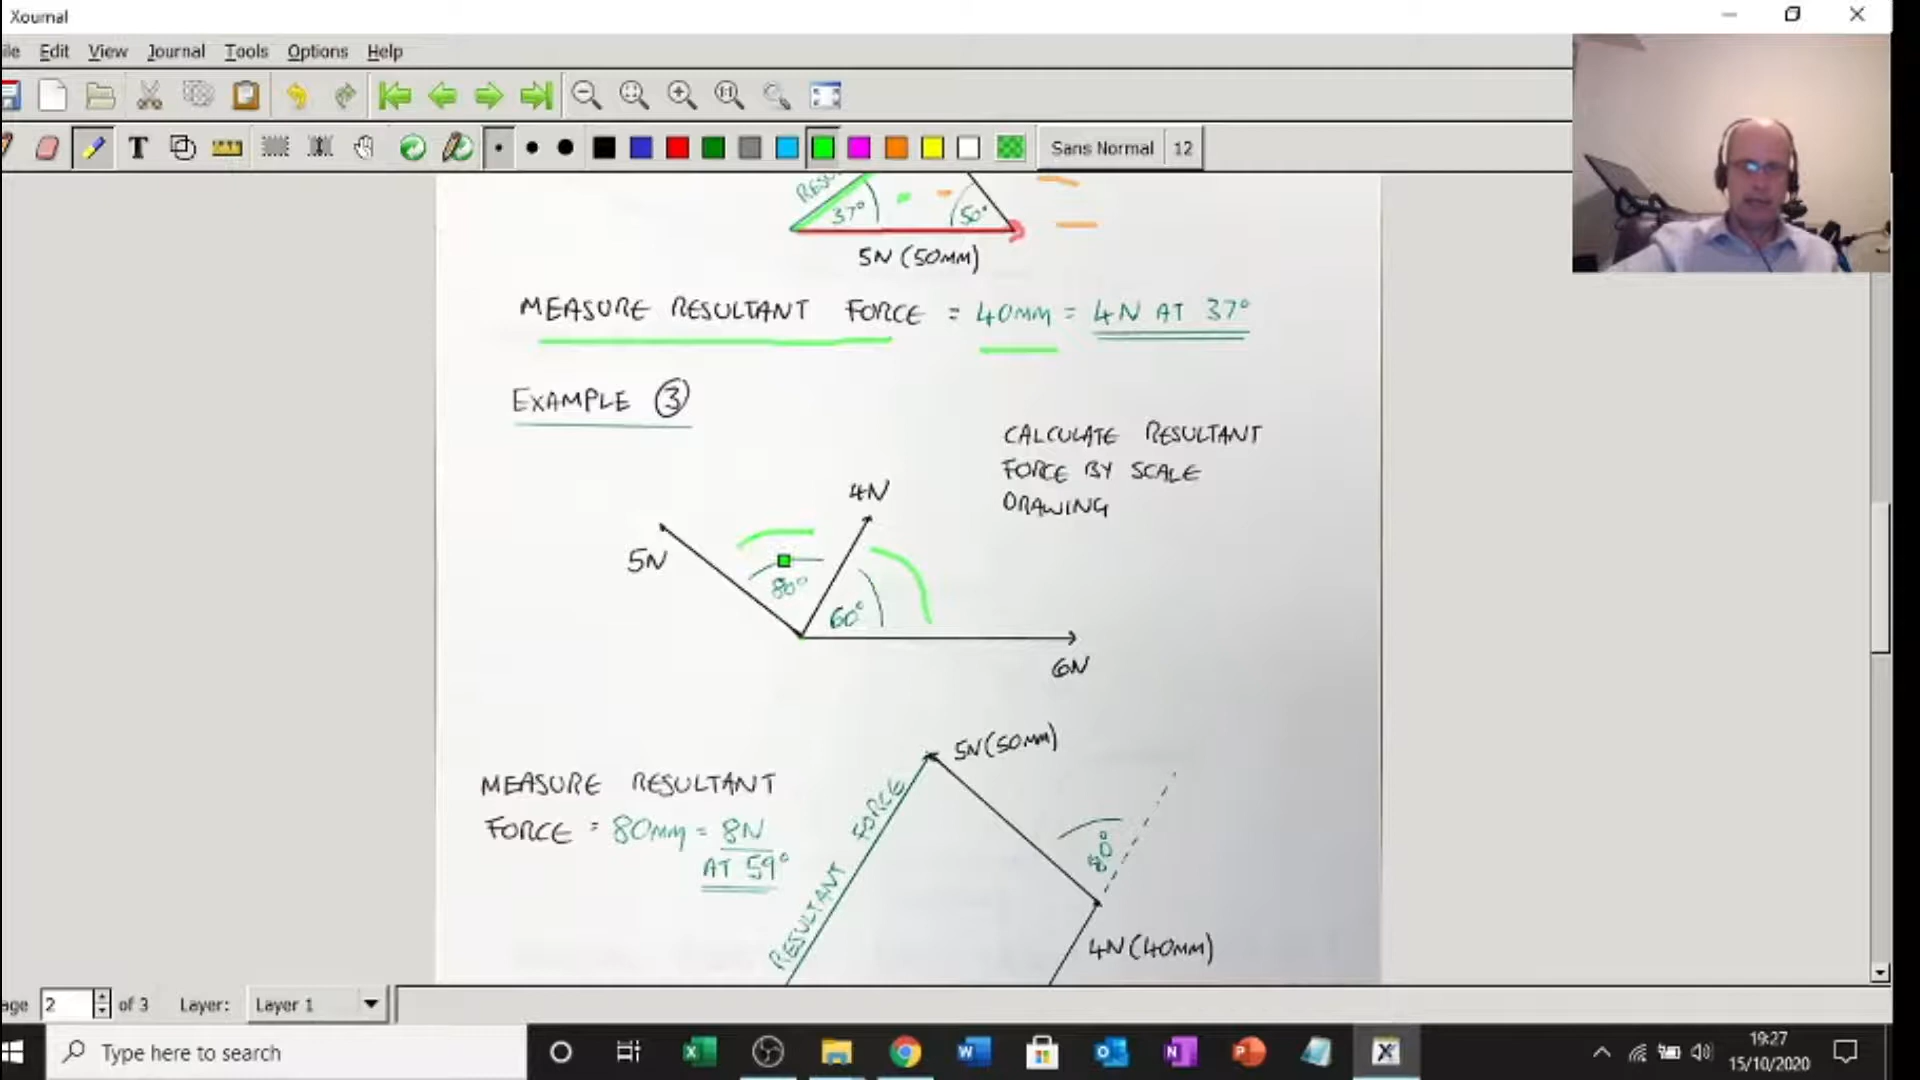 Xournal
ile Edit View Journal Tools Options Help
Sans Normal 12
37° 50°
5N (50MM)
MEASURE RESULTANT FORCE = 40MM = 4N AT 37°
EXAMPLE 3
CALCULATE RESULTANT
FORCE BY SCALE
DRAWING
4N
5N
80°
60°
6N
5N (50MM)
MEASURE RESULTANT
FORCE = 80MM = 8N
AT 59°
RESULTANT FORCE
80°
4N (40MM)
age 2 of 3 Layer: Layer 1
Type here to search
19:27
15/10/2020